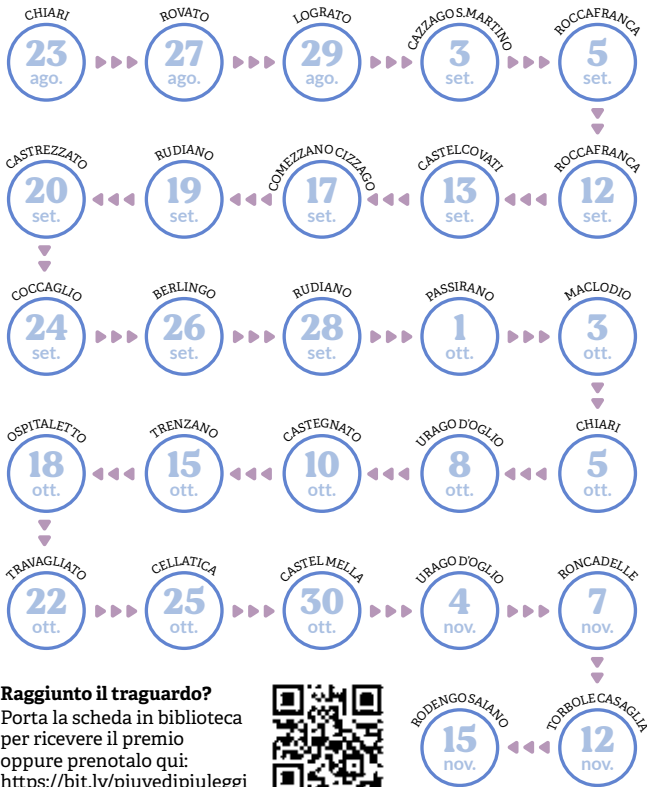 CHIARI
23
ago.
ROVATO
27
ago.
LOGRATO
29
ago.
CAZZAGO S.MARTINO
3
set.
ROCCAFRANCA
5
set.
CASTREZZATO
20
set.
RUDIANO
19
set.
COMEZZANO CIZZAGO
17
set.
CASTELCOVATI
13
set.
ROCCAFRANCA
12
set.
COCCAGLIO
24
set.
BERLINGO
26
set.
RUDIANO
28
set.
PASSIRANO
1
ott.
MACLODIO
3
ott.
OSPITALETTO
18
ott.
TRENZANO
15
ott.
CASTEGNATO
10
ott.
URAGO D'OGLIO
8
ott.
CHIARI
5
ott.
TRAVAGLIATO
22
ott.
CELLATICA
25
ott.
CASTEL MELLA
30
ott.
URAGO D'OGLIO
4
nov.
RONCADELLE
7
nov.
RODENGO SAIANO
15
nov.
TORBOLE CASAGLIA
12
nov.
Raggiunto il traguardo?
Porta la scheda in biblioteca
per ricevere il premio
oppure prenotalo qui:
https://bit.ly/piuvedipiuleggi